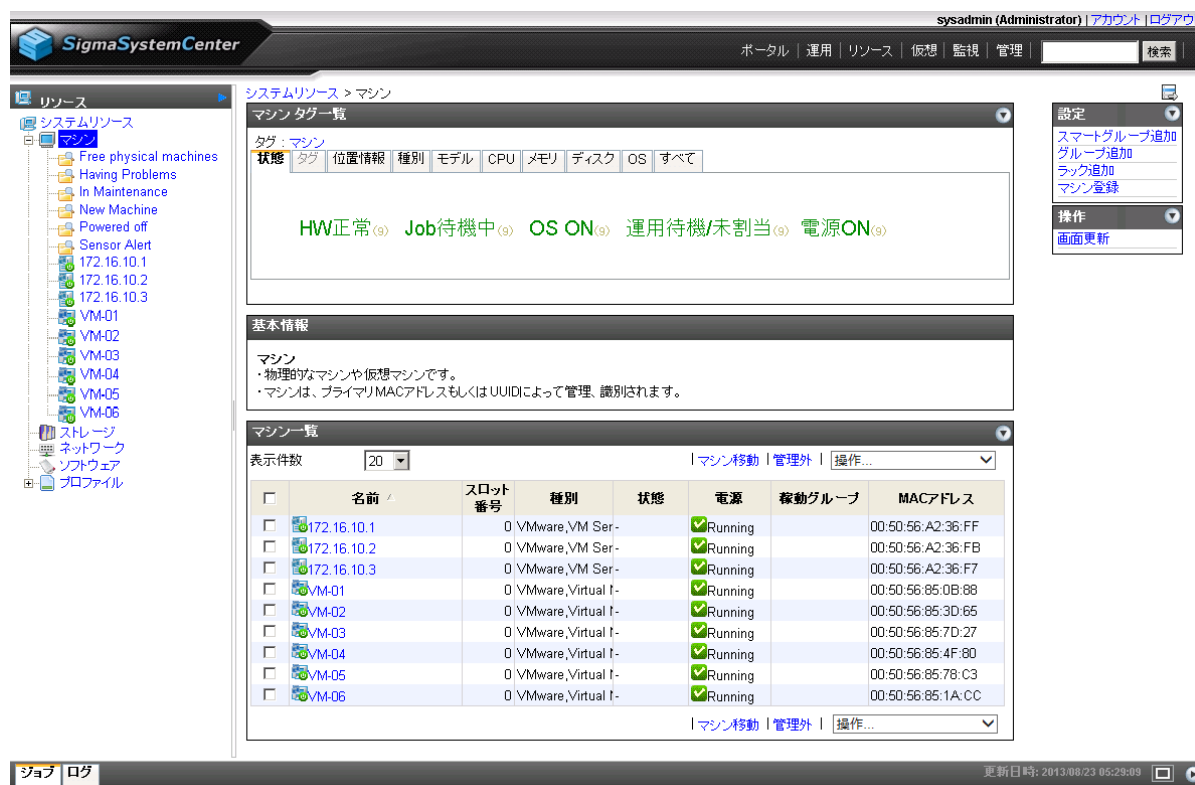 sysadmin (Administrator) | アカウント | ログアウ
SigmaSystemCenter
ポータル | 運用 | リソース | 仮想 | 監視 | 管理 | 検索
リソース
システムリソース
マシン
Free physical machines
Having Problems
In Maintenance
New Machine
Powered off
Sensor Alert
172.16.10.1
172.16.10.2
172.16.10.3
VM-01
VM-02
VM-03
VM-04
VM-05
VM-06
ストレージ
ネットワーク
ソフトウェア
プロファイル
システムリソース > マシン
マシン タグ一覧
タグ : マシン
状態 タグ 位置情報 種別 モデル CPU メモリ ディスク OS すべて
HW正常(9) Job待機中(9) OS ON(9) 運用待機/未割当(9) 電源ON(9)
基本情報
マシン
・物理的なマシンや仮想マシンです。
・マシンは、プライマリMACアドレスもしくはUUIDによって管理、識別されます。
マシン一覧
表示件数 20 | マシン移動 | 管理外 | 操作...
名前 スロット番号 種別 状態 電源 稼動グループ MACアドレス
172.16.10.1 0 VMware,VM Ser - Running 00:50:56:A2:36:FF
172.16.10.2 0 VMware,VM Ser - Running 00:50:56:A2:36:FB
172.16.10.3 0 VMware,VM Ser - Running 00:50:56:A2:36:F7
VM-01 0 VMware,Virtual - Running 00:50:56:85:0B:88
VM-02 0 VMware,Virtual - Running 00:50:56:85:3D:65
VM-03 0 VMware,Virtual - Running 00:50:56:85:7D:27
VM-04 0 VMware,Virtual - Running 00:50:56:85:4F:80
VM-05 0 VMware,Virtual - Running 00:50:56:85:78:C3
VM-06 0 VMware,Virtual - Running 00:50:56:85:1A:CC
| マシン移動 | 管理外 | 操作...
設定
スマートグループ追加
グループ追加
ラック追加
マシン登録
操作
画面更新
ジョブ ログ
更新日時: 2013/08/23 05:29:09